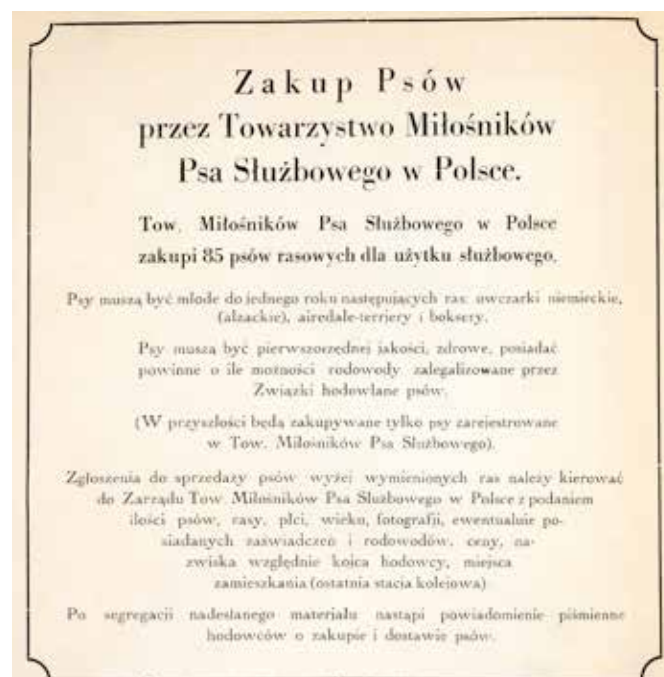 Zakup Psów
przez Towarzystwo Miłośników
Psa Służbowego w Polsce.
Tow. Miłośników Psa Służbowego w Polsce
zakupi 85 psów rasowych dla użytku służbowego.
Psy muszą być młode do jednego roku następujących ras: owczarki niemieckie,
(alzackie), airedale-terriery i boksery.
Psy muszą być pierwszorzędnej jakości, zdrowe, posiadać
powinne o ile możności rodowody zalegalizowane przez
Związki hodowlane psów.
(W przyszłości będą zakupywane tylko psy zarejestrowane
w Tow. Miłośników Psa Służbowego).
Zgłoszenia do sprzedaży psów wyżej wymienionych ras należy kierować
do Zarządu Tow. Miłośników Psa Służbowego w Polsce z podaniem
ilości psów, rasy, płci, wieku, fotografji, ewentualnie po-
siadanych zaświadczeń i rodowodów, ceny, na-
zwiska względnie kojca hodowcy, miejsca
zamieszkania (ostatnia stacja kolejowa)
Po segregacji nadesłanego materiału nastąpi powiadomienie piśmienne
hodowców o zakupie i dostawie psów.